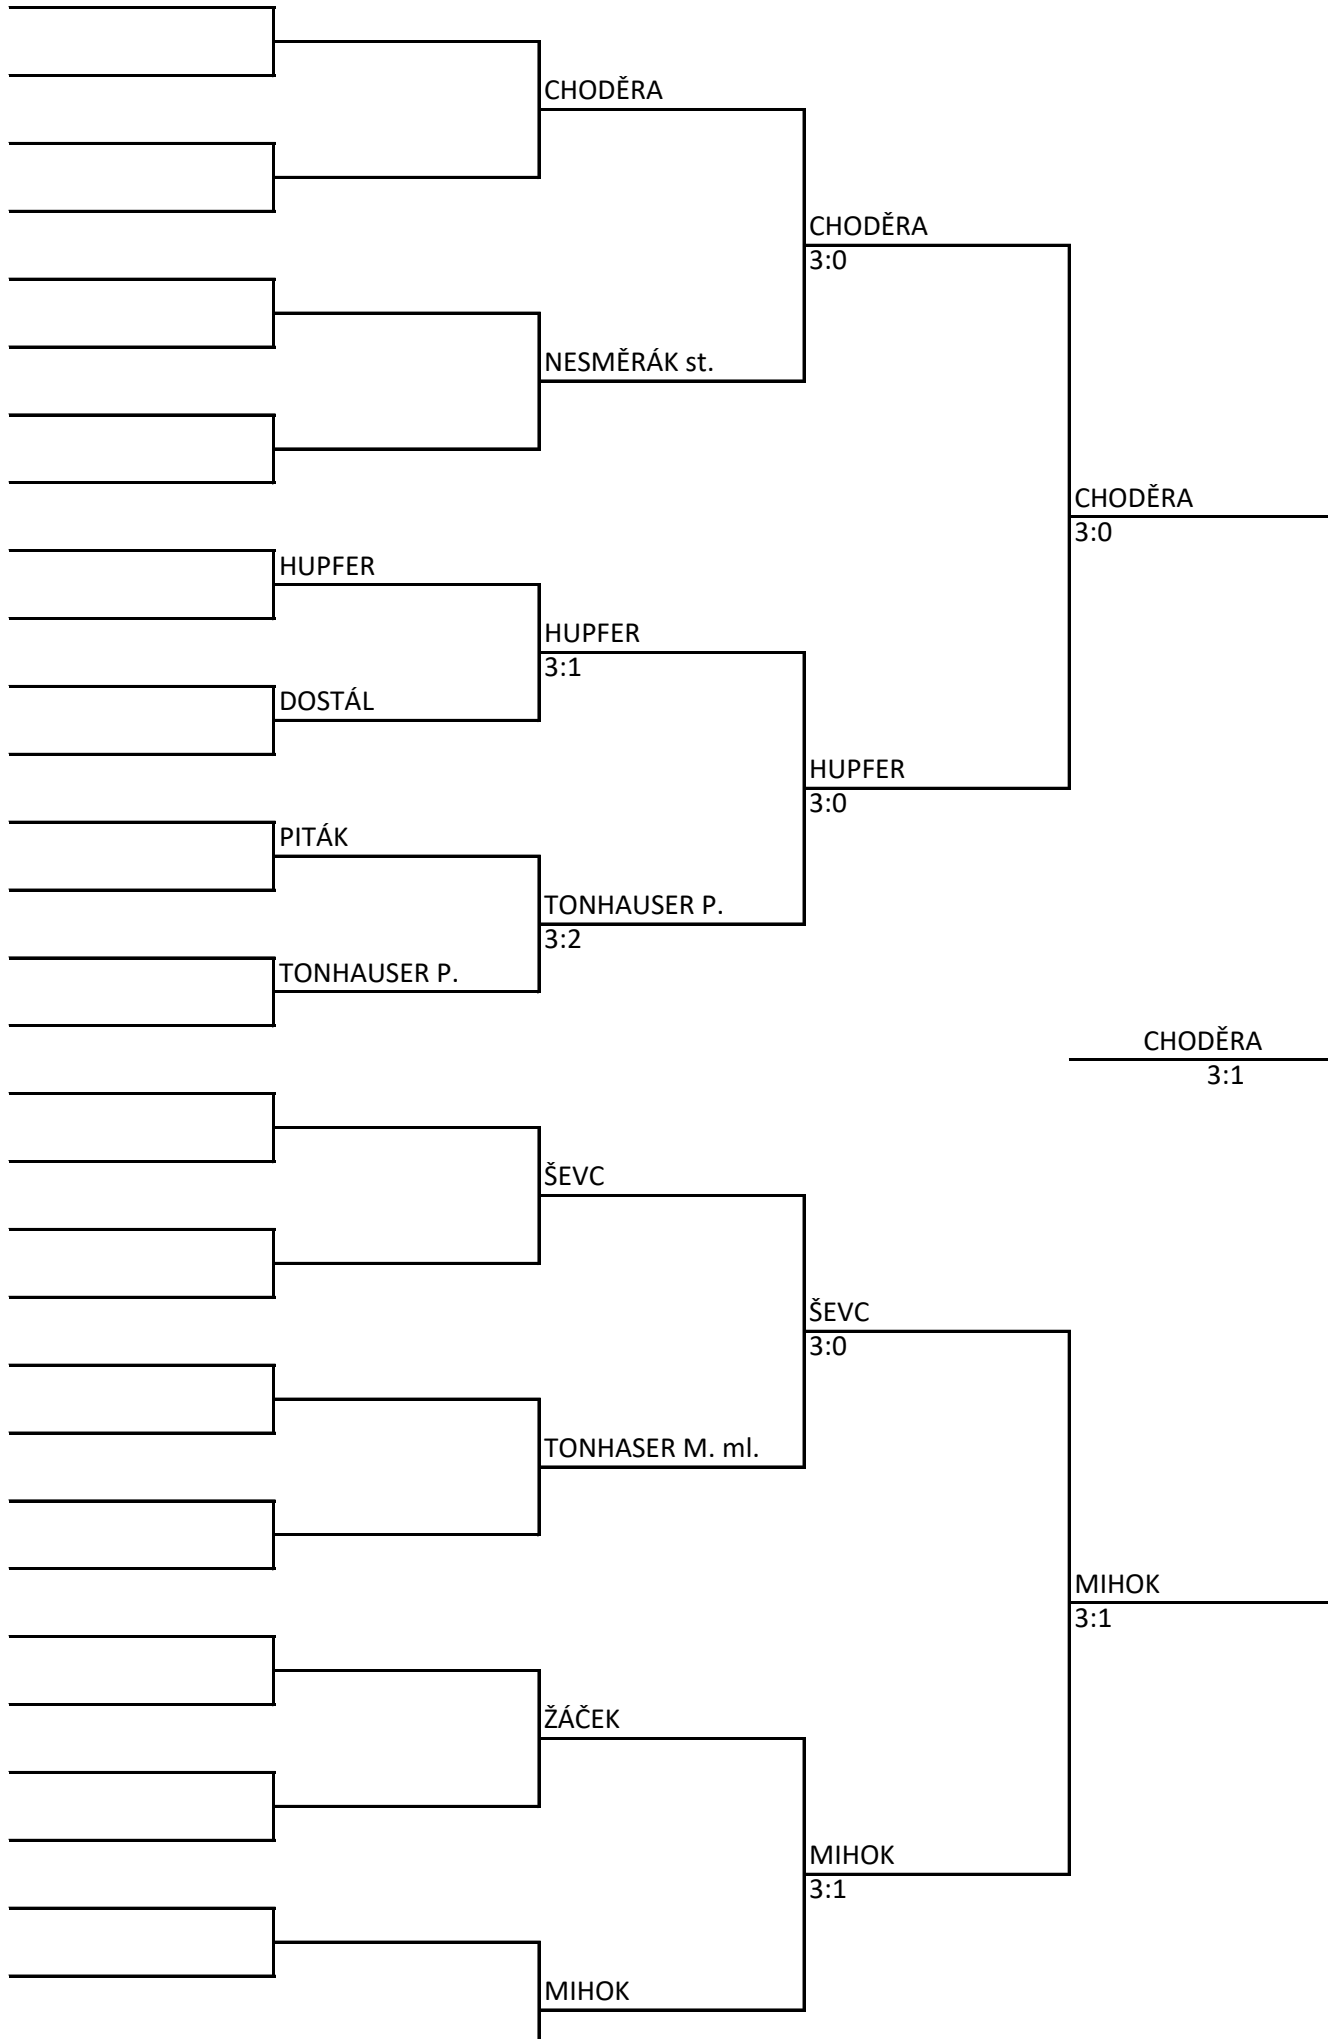 CHODĚRA
CHODĚRA
3:0
NESMĚRÁK st.
CHODĚRA
3:0
HUPFER
HUPFER
3:1
DOSTÁL
HUPFER
3:0
PITÁK
TONHAUSER P.
3:2
TONHAUSER P.
CHODĚRA
3:1
ŠEVC
ŠEVC
3:0
TONHASER M. ml.
MIHOK
3:1
ŽÁČEK
MIHOK
3:1
MIHOK